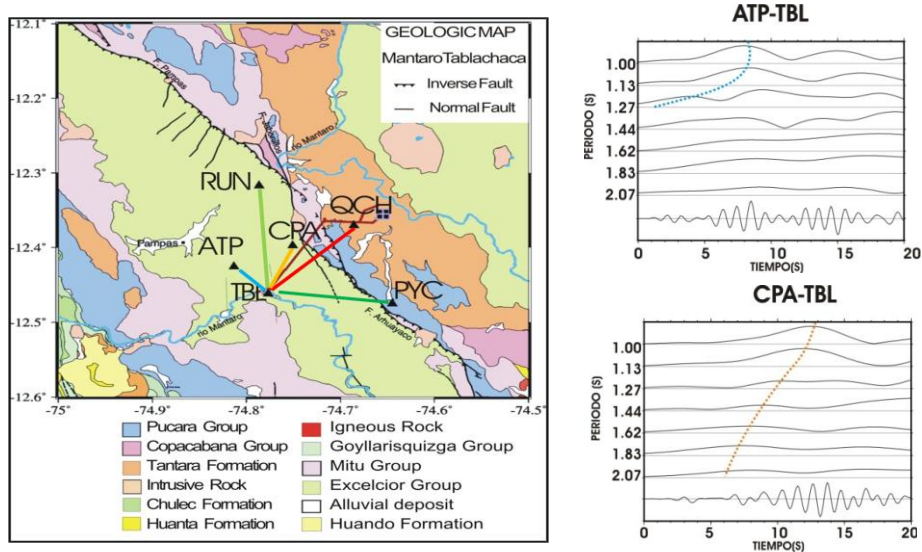 -12.1°
GEOLOGIC MAP
MantaroTablachaca
Inverse Fault
Normal Fault
F. Pampas
-12.2°
rio Mantaro
-12.3°
RUN
QCH
CPA
-12.4°
ATP
Pampas
TBL
PYC
-12.5°
rio Mantaro
F. Arhuayaco
-12.6°
-75°
-74.9°
-74.8°
-74.7°
-74.6°
-74.5°
Pucara Group
Copacabana Group
Tantara Formation
Intrusive Rock
Chulec Formation
Huanta Formation
Igneous Rock
Goyllarisquizga Group
Mitu Group
Excelcior Group
Alluvial deposit
Huando Formation
ATP-TBL
PERIODO (S)
1.00
1.13
1.27
1.44
1.62
1.83
2.07
0 5 10 15 20
TIEMPO(S)
CPA-TBL
PERIODO (S)
1.00
1.13
1.27
1.44
1.62
1.83
2.07
0 5 10 15 20
TIEMPO(S)